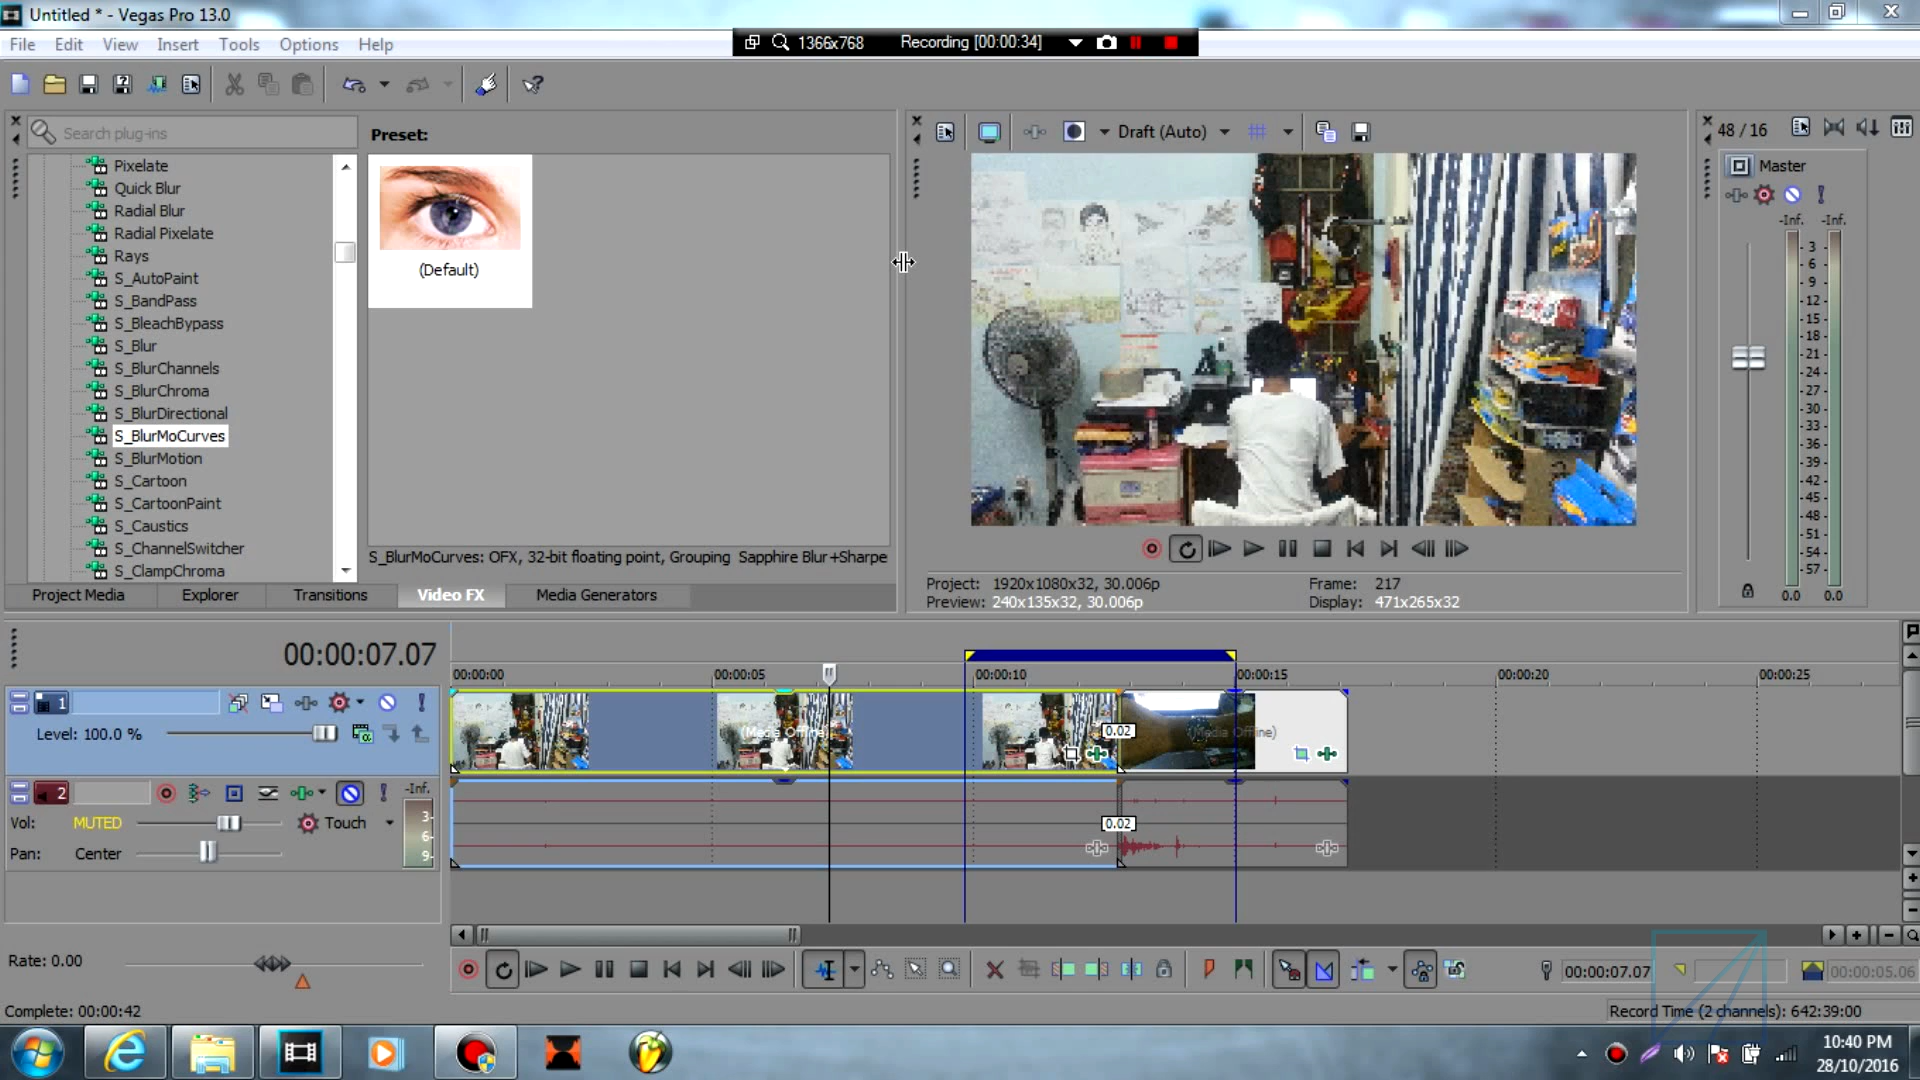 Untitled * - Vegas Pro 13.0
File Edit View Insert Tools Options Help
1366x768 Recording [00:00:34]
Search plug-ins
Preset:
Draft (Auto)
48 / 16
Pixelate
Quick Blur
Radial Blur
Radial Pixelate
Rays
S_AutoPaint
S_BandPass
S_BleachBypass
S_Blur
S_BlurChannels
S_BlurChroma
S_BlurDirectional
S_BlurMoCurves
S_BlurMotion
S_Cartoon
S_CartoonPaint
S_Caustics
S_ChannelSwitcher
S_ClampChroma
(Default)
S_BlurMoCurves: OFX, 32-bit floating point, Grouping Sapphire Blur+Sharpe
Project Media Explorer Transitions Video FX Media Generators
Project: 1920x1080x32, 30.006p Frame: 217
Preview: 240x135x32, 30.006p Display: 471x265x32
Master
-Inf. -Inf.
3
6
9
12
15
18
21
24
27
30
33
36
39
42
45
48
51
54
57
0.0 0.0
00:00:07.07
00:00:00 00:00:05 00:00:10 00:00:15 00:00:20 00:00:25
1
Level: 100.0 %
(Media Offline) 0.02 (Media Offline)
2 -Inf.
Vol: MUTED Touch 3
6
Pan: Center 9
0.02
Rate: 0.00
00:00:07.07 00:00:05.06
Complete: 00:00:42 Record Time (2 channels): 642:39:00
10:40 PM
28/10/2016